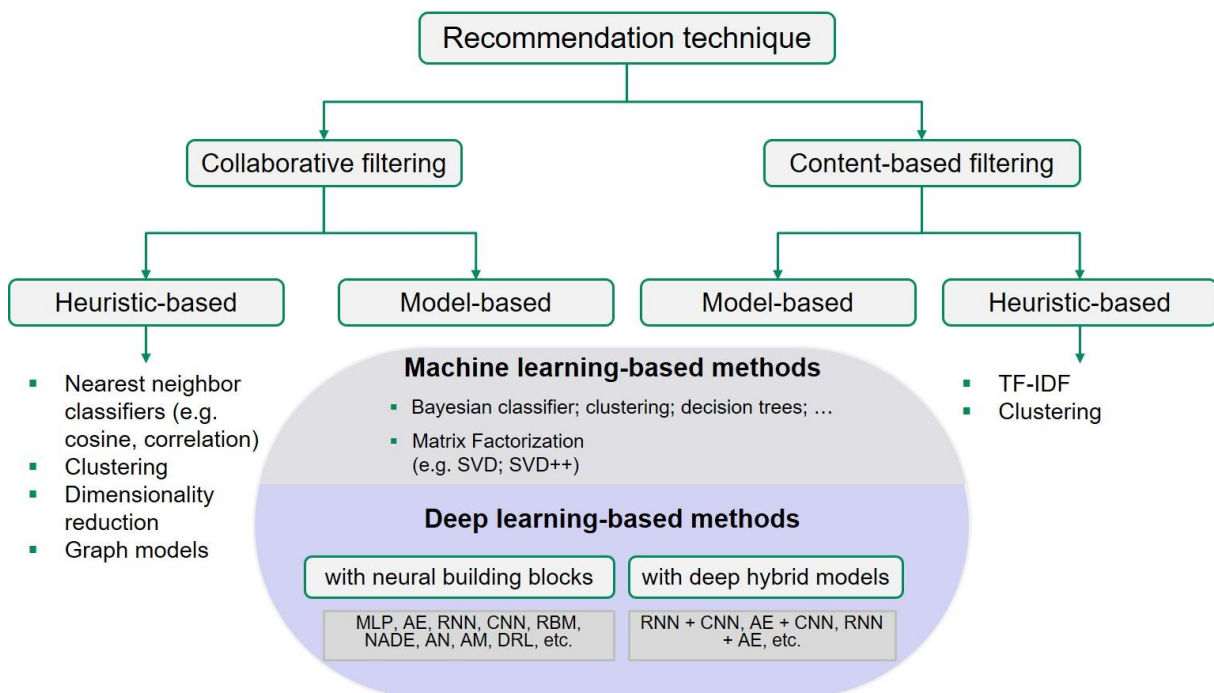 Recommendation technique
Collaborative filtering
Content-based filtering
Heuristic-based
Model-based
Model-based
Heuristic-based
▪ Nearest neighbor
classifiers (e.g.
cosine, correlation)
▪ Clustering
▪ Dimensionality
reduction
▪ Graph models
Machine learning-based methods
▪ Bayesian classifier; clustering; decision trees; …
▪ Matrix Factorization
(e.g. SVD; SVD++)
Deep learning-based methods
with neural building blocks
MLP, AE, RNN, CNN, RBM,
NADE, AN, AM, DRL, etc.
with deep hybrid models
RNN + CNN, AE + CNN, RNN
+ AE, etc.
▪ TF-IDF
▪ Clustering